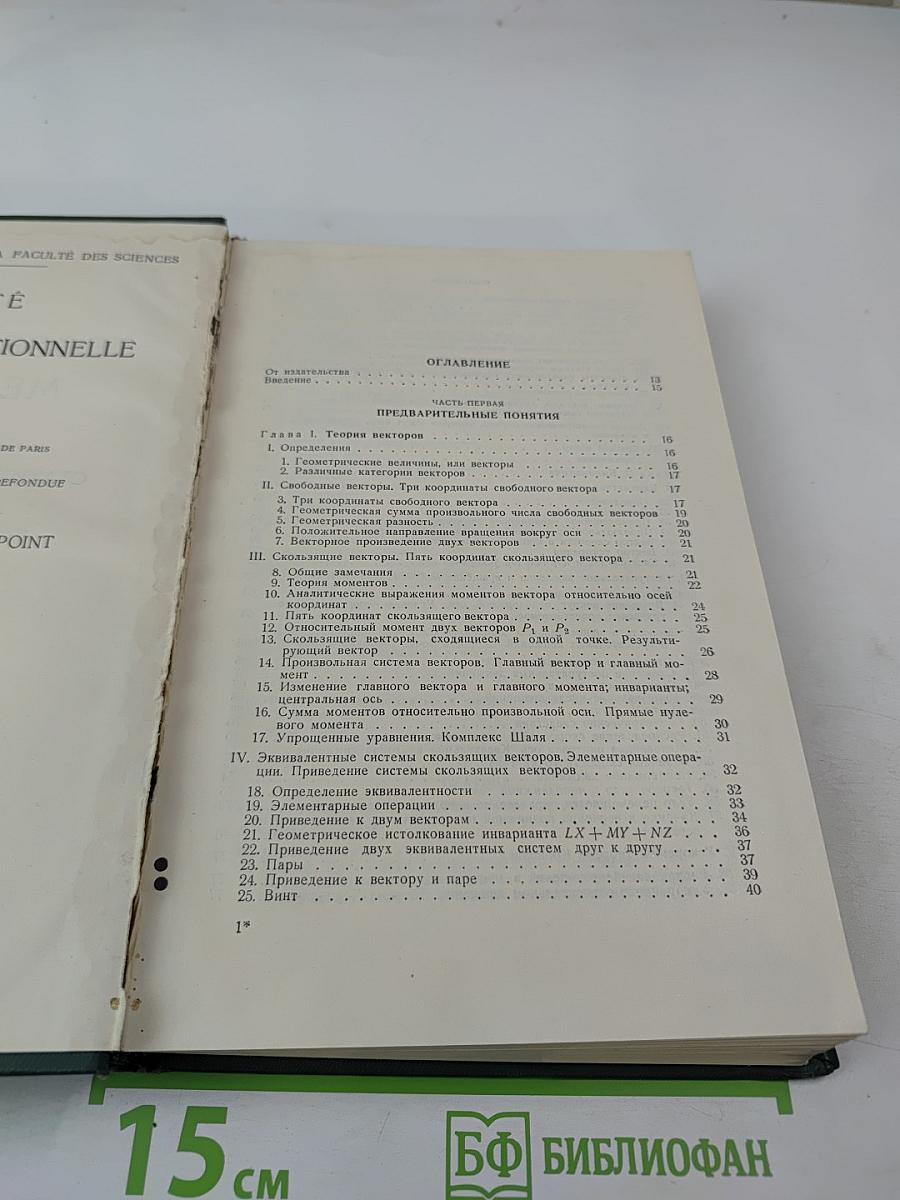 A FACULTÉ DES SCIENCES
TÉ
TIONNELLE
DE PARIS
REFONDUE
POINT
ОГЛАВЛЕНИЕ
От издательства . . . . . . . . . . . . . . . . . . . . 13
Введение . . . . . . . . . . . . . . . . . . . . 15
ЧАСТЬ ПЕРВАЯ
ПРЕДВАРИТЕЛЬНЫЕ ПОНЯТИЯ
Глава I. Теория векторов . . . . . . . . . . . . . . . . . . . . 16
I. Определения . . . . . . . . . . . . . . . . . . . . 16
1. Геометрические величины, или векторы . . . . . . . . . . 16
2. Различные категории векторов . . . . . . . . . . 17
II. Свободные векторы. Три координаты свободного вектора . . . . . 17
3. Три координаты свободного вектора . . . . . . . . . . 17
4. Геометрическая сумма произвольного числа свободных векторов 19
5. Геометрическая разность . . . . . . . . . . 20
6. Положительное направление вращения вокруг оси . . . . . . . 20
7. Векторное произведение двух векторов . . . . . . . . . . 21
III. Скользящие векторы. Пять координат скользящего вектора . . . . 21
8. Общие замечания . . . . . . . . . . 21
9. Теория моментов . . . . . . . . . . 22
10. Аналитические выражения моментов вектора относительно осей
координат . . . . . . . . . . 24
11. Пять координат скользящего вектора . . . . . . . . . . 25
12. Относительный момент двух векторов P₁ и P₂ . . . . . . . . . 25
13. Скользящие векторы, сходящиеся в одной точке. Результи-
рующий вектор . . . . . . . . . . 26
14. Произвольная система векторов. Главный вектор и главный мо-
мент . . . . . . . . . . 28
15. Изменение главного вектора и главного момента; инварианты;
центральная ось . . . . . . . . . . 29
16. Сумма моментов относительно произвольной оси. Прямые нуле-
вого момента . . . . . . . . . . 30
17. Упрощенные уравнения. Комплекс Шаля . . . . . . . . . . 31
IV. Эквивалентные системы скользящих векторов. Элементарные опера-
ции. Приведение системы скользящих векторов . . . . . . . . . 32
18. Определение эквивалентности . . . . . . . . . . 32
19. Элементарные операции . . . . . . . . . . 33
20. Приведение к двум векторам . . . . . . . . . . 34
21. Геометрическое истолкование инварианта LX + MY + NZ . . . 36
22. Приведение двух эквивалентных систем друг к другу . . . . 37
23. Пары . . . . . . . . . . 37
24. Приведение к вектору и паре . . . . . . . . . . 39
25. Винт . . . . . . . . . . 40
1*
15 см
БФ БИБЛИОФАН